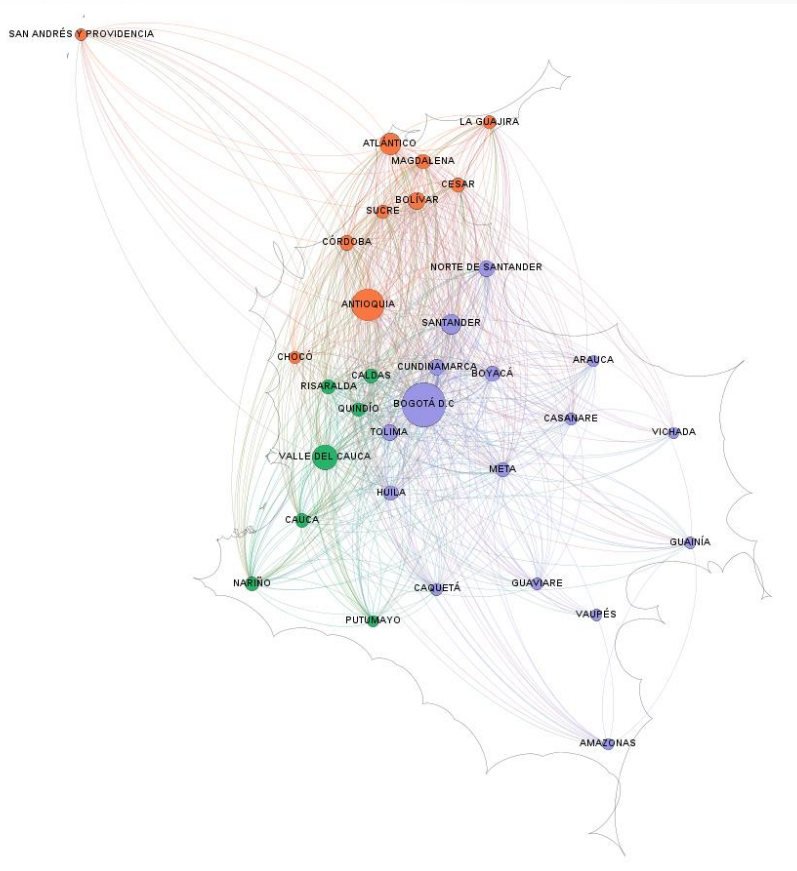 SAN ANDRÉS Y PROVIDENCIA
LA GUAJIRA
ATLÁNTICO
MAGDALENA
CESAR
BOLÍVAR
SUCRE
CÓRDOBA
NORTE DE SANTANDER
ANTIOQUIA
SANTANDER
CHOCÓ
ARAUCA
CUNDINAMARCA
BOYACÁ
CALDAS
RISARALDA
BOGOTÁ D.C
QUINDÍO
CASANARE
TOLIMA
VICHADA
VALLE DEL CAUCA
META
HUILA
CAUCA
GUAINÍA
NARIÑO
CAQUETÁ
GUAVIARE
VAUPÉS
PUTUMAYO
AMAZONAS